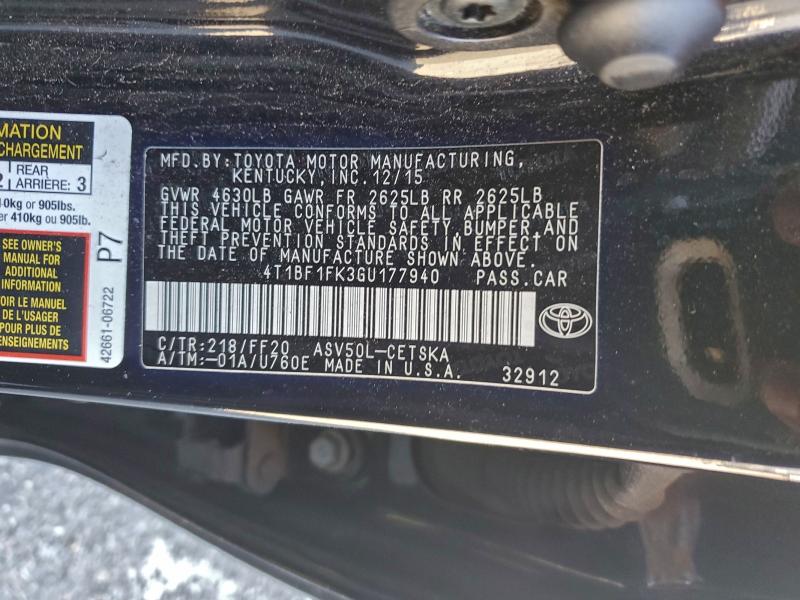 MATION
CHARGEMENT
2
REAR
ARRIÈRE: 3
0kg or 905lbs.
er 410kg ou 905lb.
SEE OWNER'S
MANUAL
FOR
ADDITIONAL
INFORMATION
OIR LE MANUEL
DE L'USAGER
POUR PLUS DE
ENSEIGNEMENTS
P7
42661-06722
MFD.BY:TOYOTA MOTOR MANUFACTURING,
KENTUCKY, INC. 12/15
GVWR 4630LB GAWR FR 2625LB RR 2625LB
THIS VEHICLE CONFORMS TO ALL APPLICABLE
FEDERAL MOTOR VEHICLE SAFETY,BUMPER,AND
THEFT PREVENTION STANDARDS IN EFFECT ON
THE DATE OF MANUFACTURE SHOWN ABOVE.
4T1BF1FK3GU177940 PASS.CAR
C/TR:218/FF20 ASV50L-CETSKA
A/TM:-01A/U760E MADE IN U.S.A. 32912